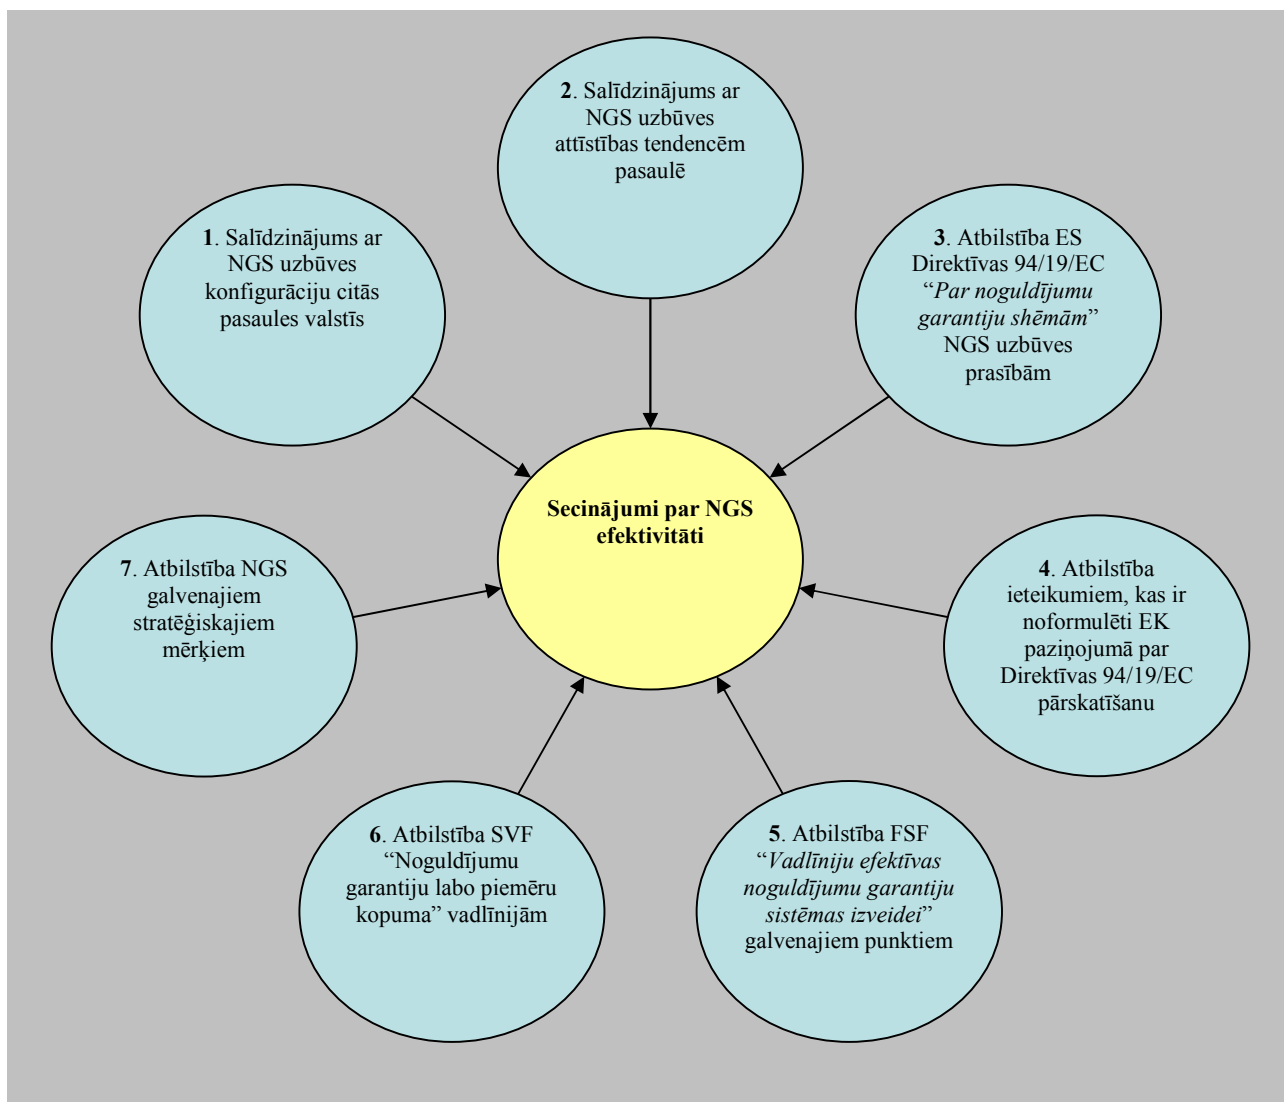 1. Salīdzinājums ar
NGS uzbūves
konfigurāciju citās
pasaules valstīs
2. Salīdzinājums ar
NGS uzbūves
attīstības tendencēm
pasaulē
3. Atbilstība ES
Direktīvas 94/19/EC
“Par noguldījumu
garantiju shēmām”
NGS uzbūves
prasībām
4. Atbilstība
ieteikumiem, kas ir
noformulēti EK
paziņojumā par
Direktīvas 94/19/EC
pārskatīšanu
5. Atbilstība FSF
“Vadlīniju efektīvas
noguldījumu garantiju
sistēmas izveidei”
galvenajiem punktiem
6. Atbilstība SVF
“Noguldījumu
garantiju labo piemēru
kopuma” vadlīnijām
7. Atbilstība NGS
galvenajiem
stratēģiskajiem
mērķiem
Secinājumi par NGS
efektivitāti